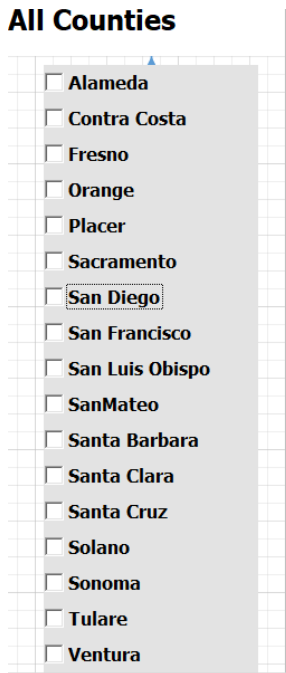 All Counties
Alameda
Contra Costa
Fresno
Orange
Placer
Sacramento
San Diego
San Francisco
San Luis Obispo
SanMateo
Santa Barbara
Santa Clara
Santa Cruz
Solano
Sonoma
Tulare
Ventura